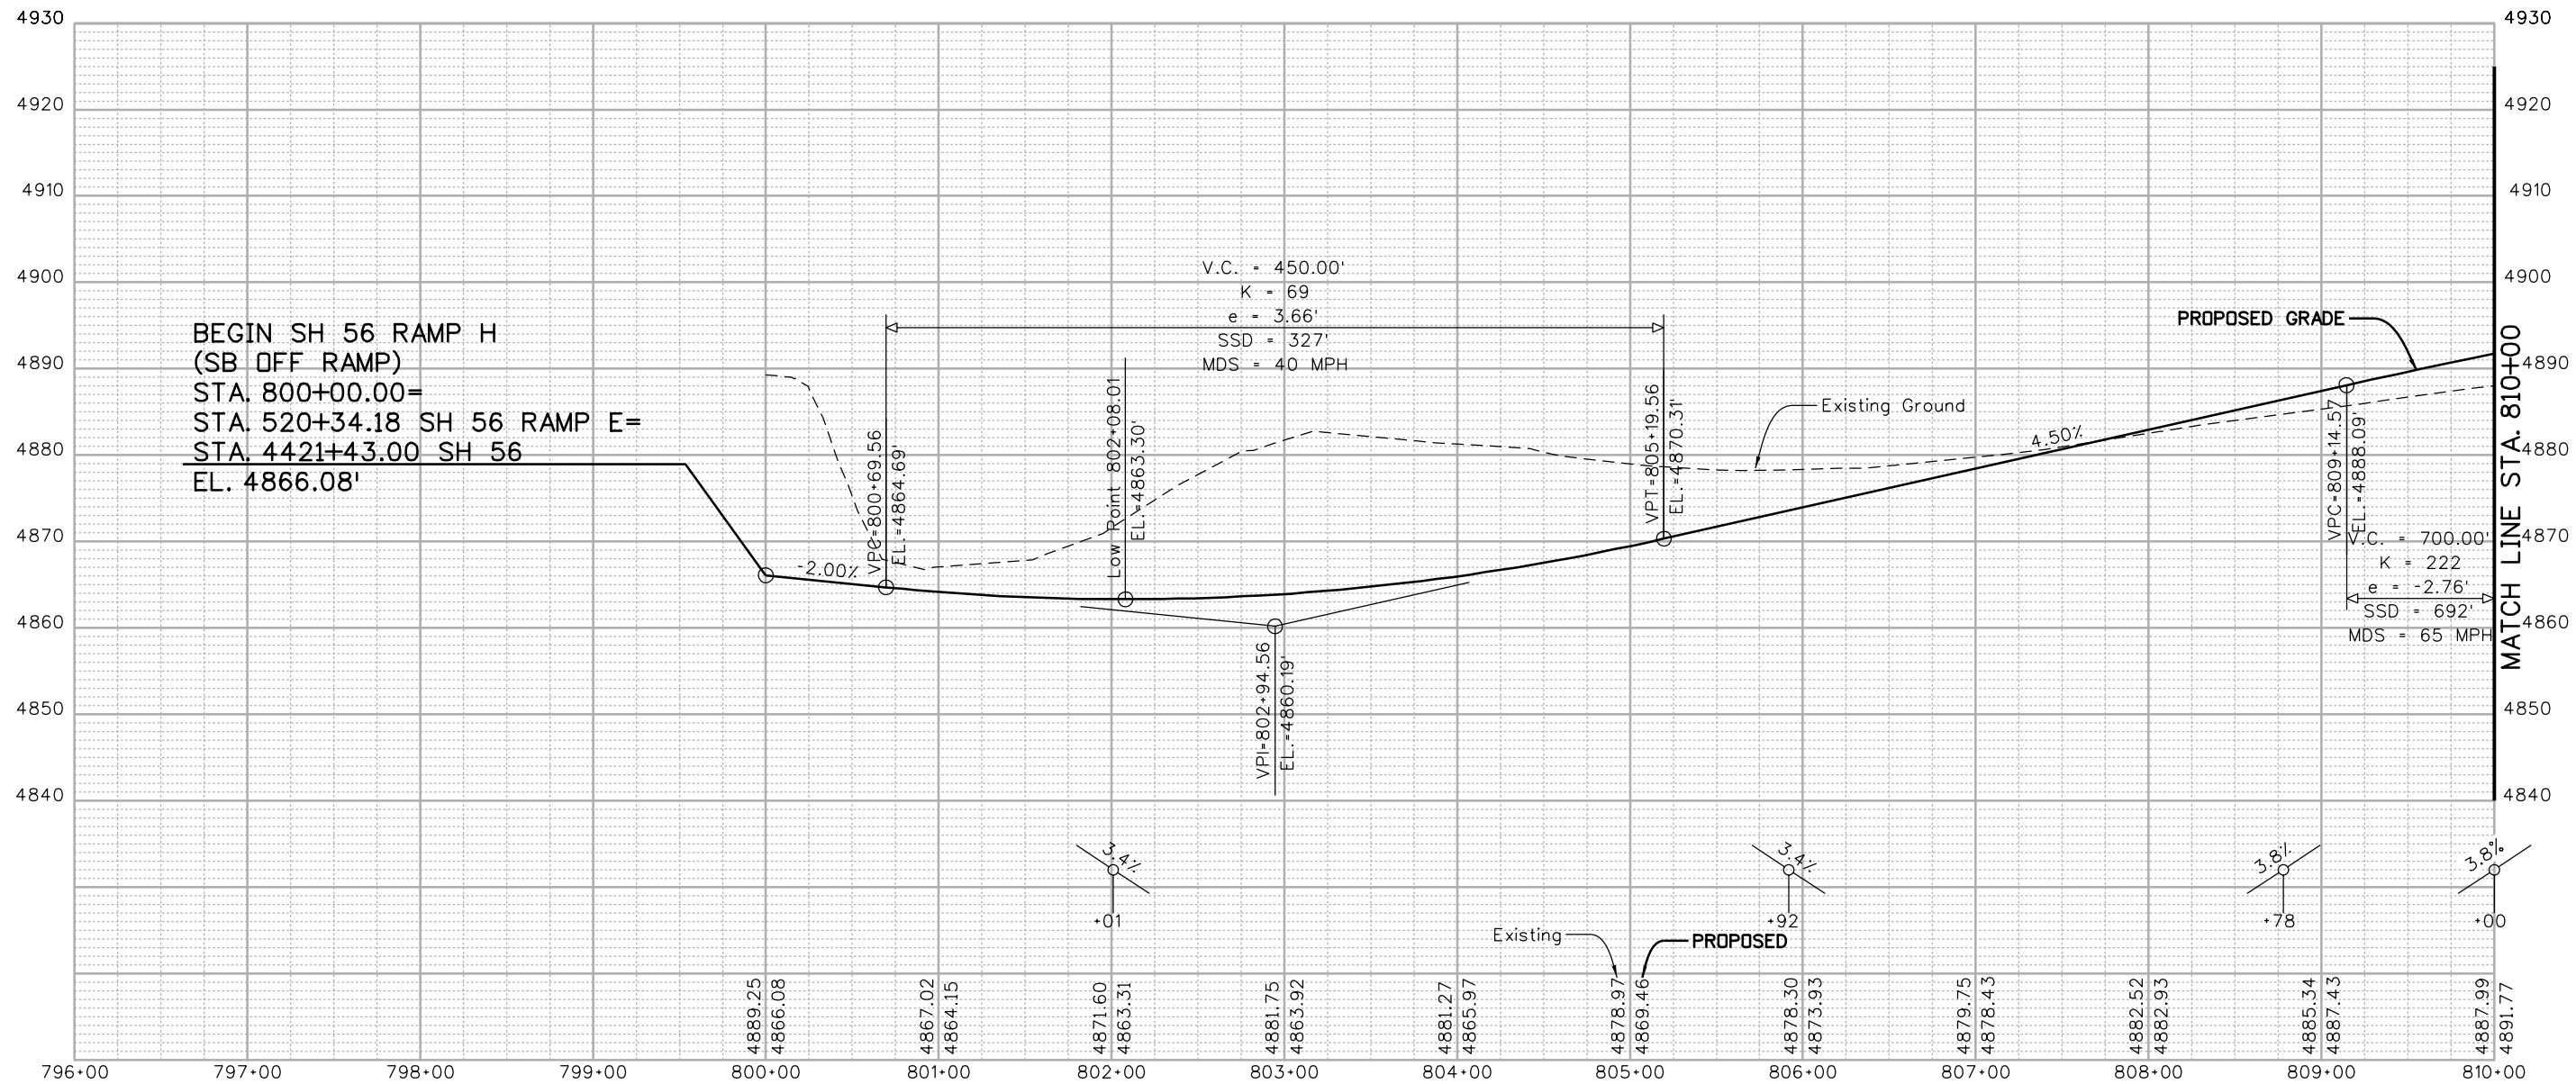 4930
4920
4910
4900
4890
4880
4870
4860
4850
4840
BEGIN SH 56 RAMP H
(SB OFF RAMP)
STA. 800+00.00=
STA. 520+34.18 SH 56 RAMP E=
STA. 4421+43.00 SH 56
EL. 4866.08'
-2.00%
VPC=800+69.56
EL.=4864.69'
V.C. = 450.00'
K = 69
e = 3.66'
SSD = 327'
MDS = 40 MPH
Low Point 802+08.01
EL.=4863.30'
VPI=802+94.56
EL.=4860.19'
VPT=805+19.56
EL.=4870.31'
Existing Ground
4.50%
PROPOSED GRADE
VPC=809+14.57
EL.=4888.09'
V.C. = 700.00'
K = 222
e = -2.76'
SSD = 692'
MDS = 65 MPH
MATCH LINE STA. 810+00
4930
4920
4910
4900
4890
4880
4870
4860
4850
4840
3.4%
+01
3.4%
+92
3.8%
+78
3.8%
+00
Existing
PROPOSED
4889.25
4866.08
4867.02
4864.15
4871.60
4863.31
4881.75
4863.92
4881.27
4865.97
4878.97
4869.46
4878.30
4873.93
4879.75
4878.43
4882.52
4882.93
4885.34
4887.43
4887.99
4891.77
796+00
797+00
798+00
799+00
800+00
801+00
802+00
803+00
804+00
805+00
806+00
807+00
808+00
809+00
810+00